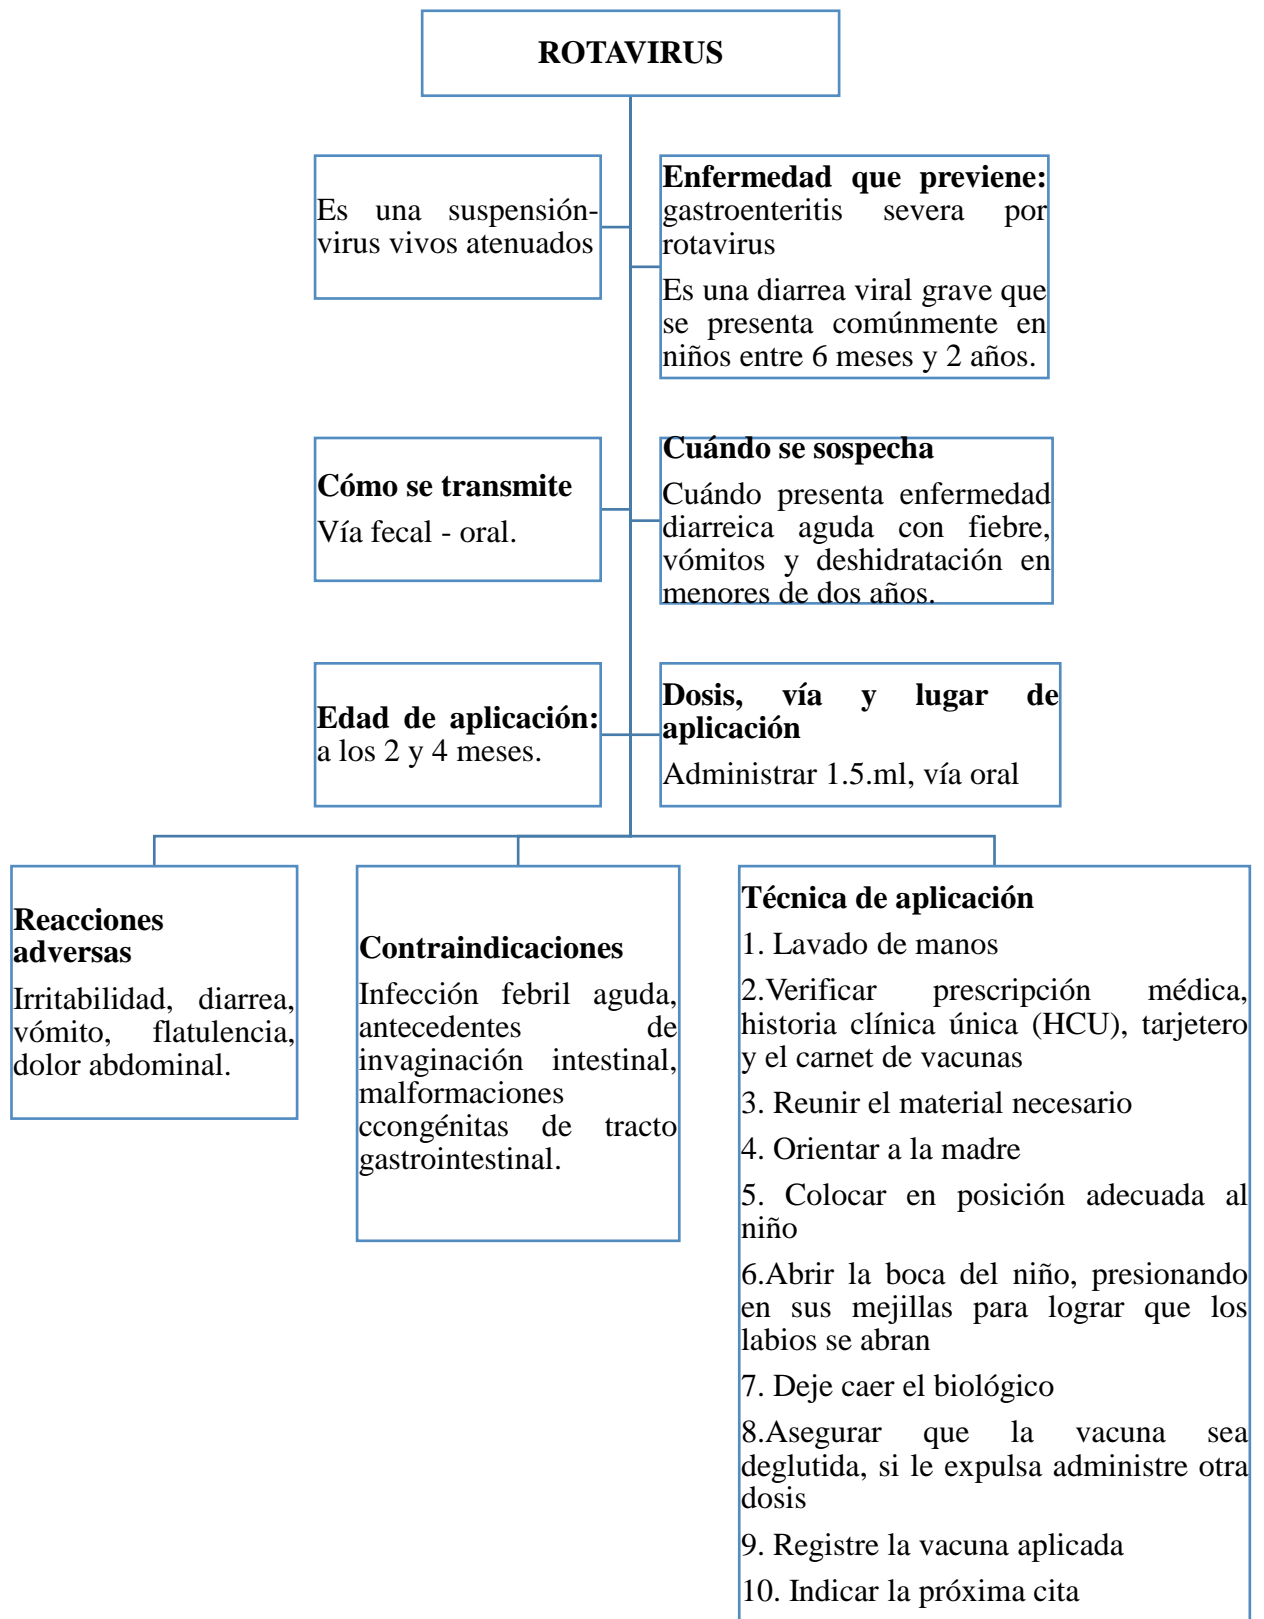 ROTAVIRUS
Es una suspensión-
virus vivos atenuados
Enfermedad que previene:
gastroenteritis severa por
rotavirus
Es una diarrea viral grave que
se presenta comúnmente en
niños entre 6 meses y 2 años.
Cómo se transmite
Vía fecal - oral.
Cuándo se sospecha
Cuándo presenta enfermedad
diarreica aguda con fiebre,
vómitos y deshidratación en
menores de dos años.
Edad de aplicación:
a los 2 y 4 meses.
Dosis, vía y lugar de
aplicación
Administrar 1.5.ml, vía oral
Reacciones
adversas
Irritabilidad, diarrea,
vómito, flatulencia,
dolor abdominal.
Contraindicaciones
Infección febril aguda,
antecedentes de
invaginación intestinal,
malformaciones
ccongénitas de tracto
gastrointestinal.
Técnica de aplicación
1. Lavado de manos
2.Verificar prescripción médica,
historia clínica única (HCU), tarjetero
y el carnet de vacunas
3. Reunir el material necesario
4. Orientar a la madre
5. Colocar en posición adecuada al
niño
6.Abrir la boca del niño, presionando
en sus mejillas para lograr que los
labios se abran
7. Deje caer el biológico
8.Asegurar que la vacuna sea
deglutida, si le expulsa administre otra
dosis
9. Registre la vacuna aplicada
10. Indicar la próxima cita